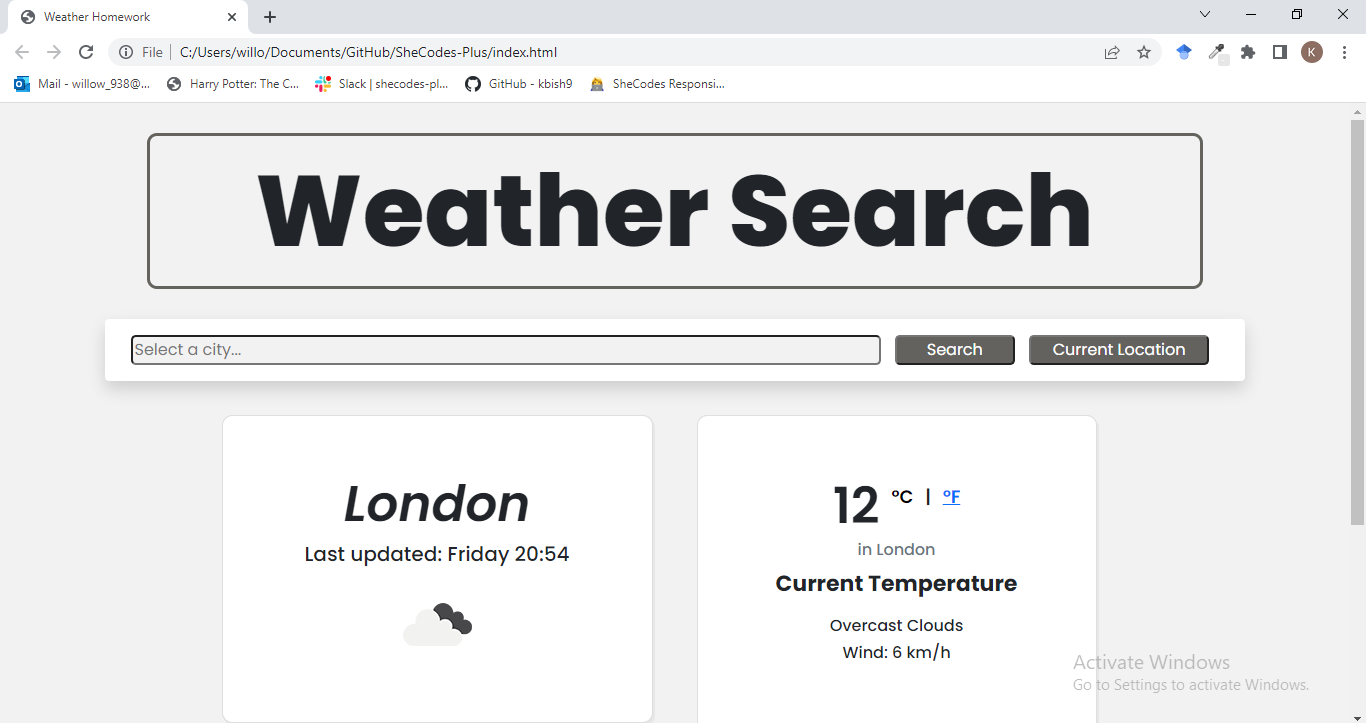 Weather Homework
File | C:/Users/willo/Documents/GitHub/SheCodes-Plus/index.html
K
Mail - willow_938@... Harry Potter: The C... Slack | shecodes-pl... GitHub - kbish9 SheCodes Responsi...
Weather Search
Select a city... Search Current Location
London
Last updated: Friday 20:54
12 °C | °F
in London
Current Temperature
Overcast Clouds
Wind: 6 km/h
Activate Windows
Go to Settings to activate Windows.